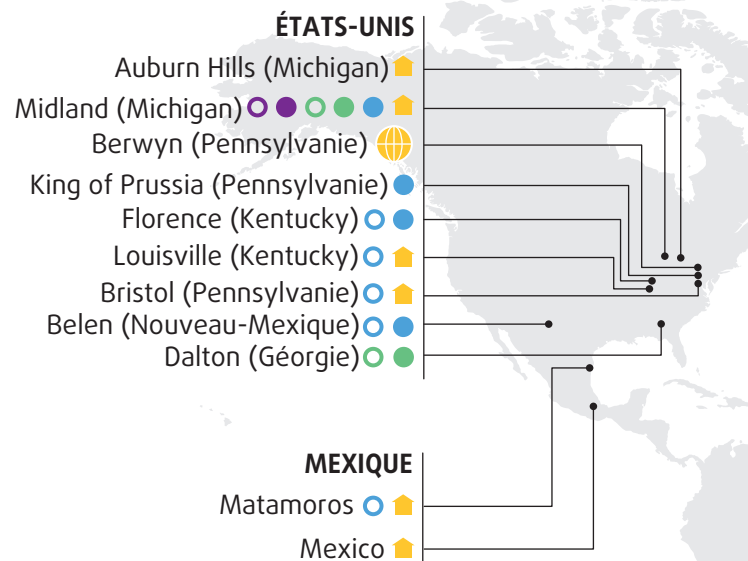 ÉTATS-UNIS
Auburn Hills (Michigan)
Midland (Michigan)
Berwyn (Pennsylvanie)
King of Prussia (Pennsylvanie)
Florence (Kentucky)
Louisville (Kentucky)
Bristol (Pennsylvanie)
Belen (Nouveau-Mexique)
Dalton (Géorgie)
MEXIQUE
Matamoros
Mexico